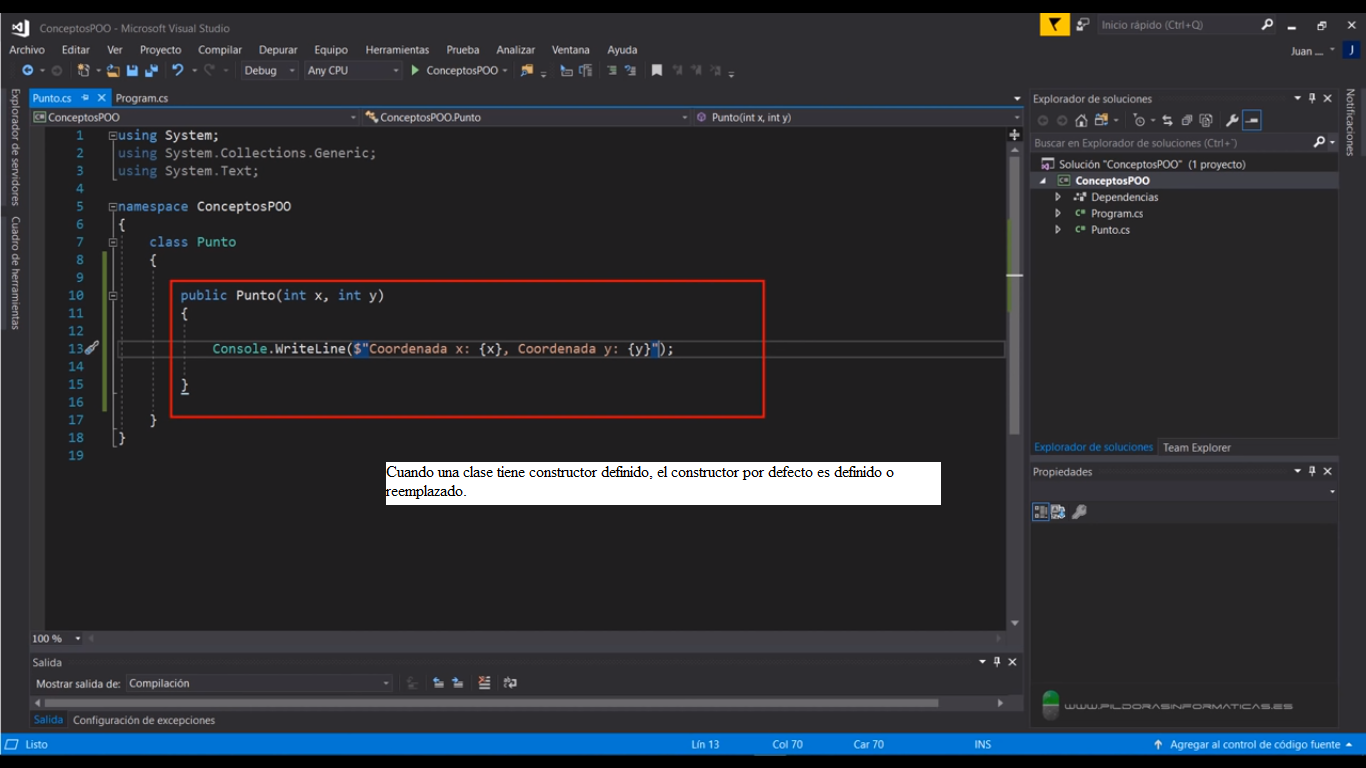 ConceptosPOO - Microsoft Visual Studio
Inicio rápido (Ctrl+Q)
Archivo Editar Ver Proyecto Compilar Depurar Equipo Herramientas Prueba Analizar Ventana Ayuda
Juan ... J
Debug Any CPU ConceptosPOO
Explorador de servidores
Cuadro de herramientas
Punto.cs Program.cs
ConceptosPOO ConceptosPOO.Punto Punto(int x, int y)
1 using System;
2 using System.Collections.Generic;
3 using System.Text;
4
5 namespace ConceptosPOO
6 {
7 class Punto
8 {
9
10 public Punto(int x, int y)
11 {
12
13 Console.WriteLine($"Coordenada x: {x}, Coordenada y: {y}");
14
15 }
16
17 }
18 }
19
Cuando una clase tiene constructor definido, el constructor por defecto es definido o
reemplazado.
100 %
Salida
Mostrar salida de: Compilación
Salida Configuración de excepciones
Explorador de soluciones
Buscar en Explorador de soluciones (Ctrl+´)
Solución "ConceptosPOO" (1 proyecto)
C# ConceptosPOO
Dependencias
C# Program.cs
C# Punto.cs
Explorador de soluciones Team Explorer
Propiedades
WWW.PILDORASINFORMATICAS.ES
Notificaciones
Listo Lín 13 Col 70 Car 70 INS Agregar al control de código fuente